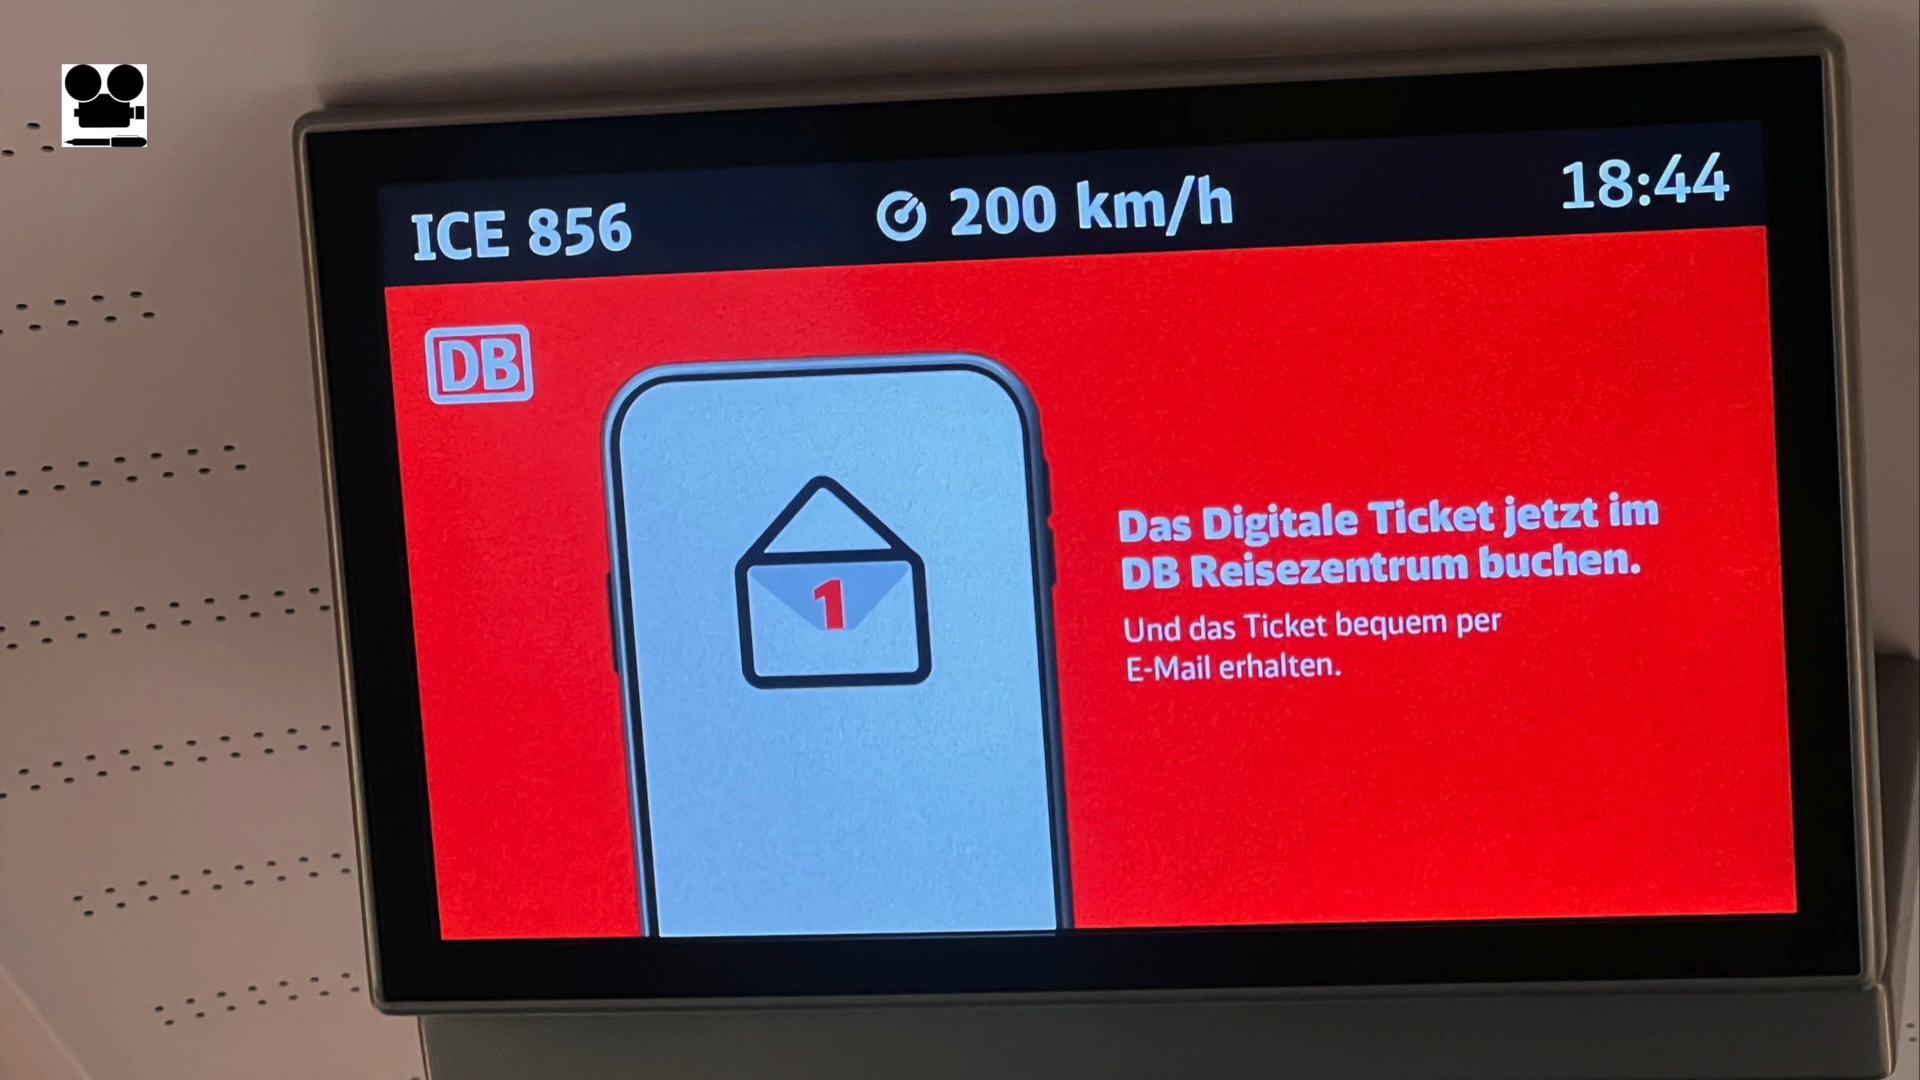 ICE 856
200 km/h
18:44
DB
1
Das Digitale Ticket jetzt im
DB Reisezentrum buchen.
Und das Ticket bequem per
E-Mail erhalten.